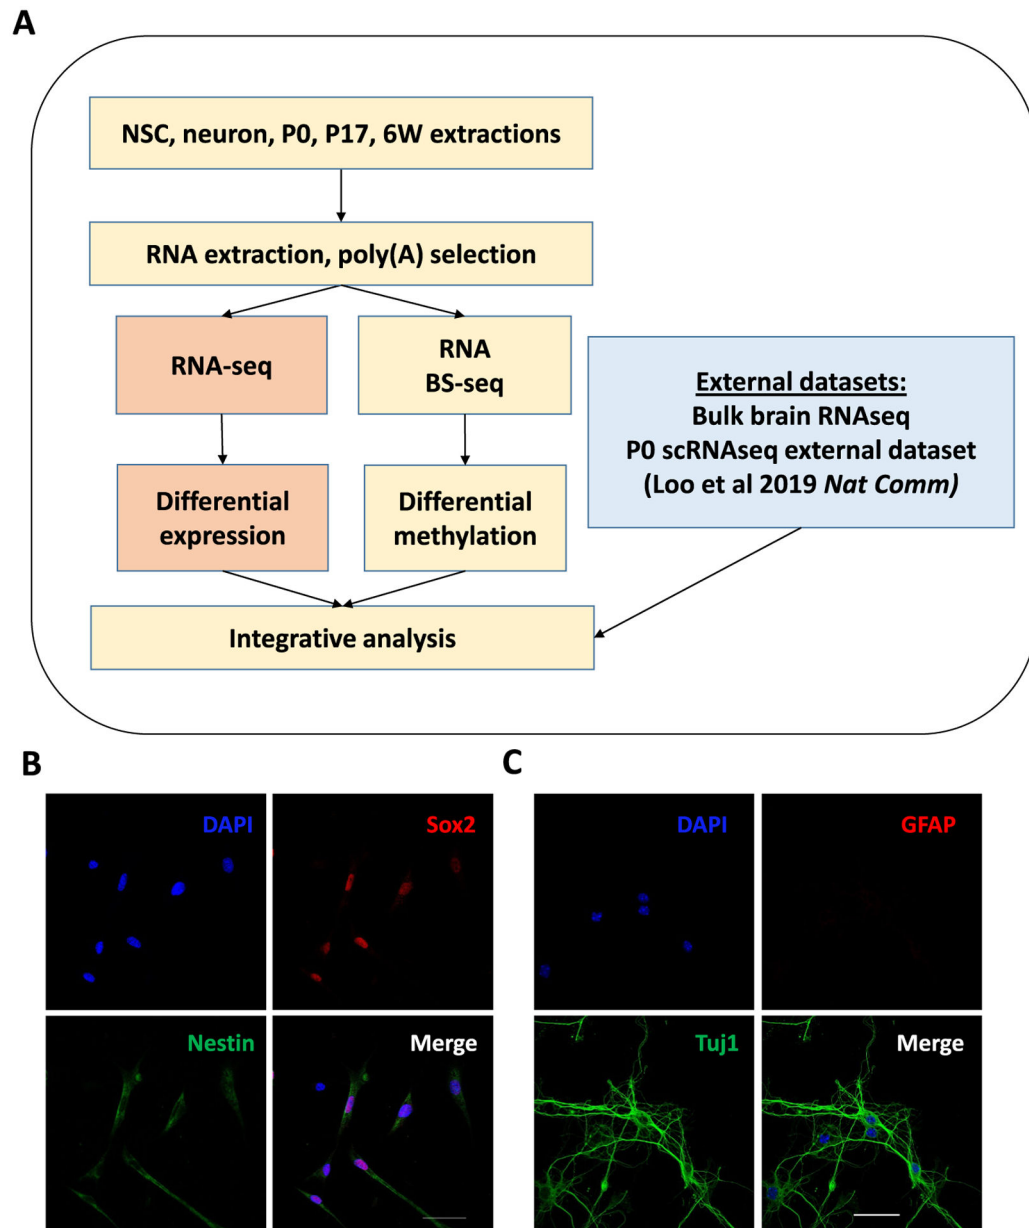 A
NSC, neuron, P0, P17, 6W extractions
RNA extraction, poly(A) selection
RNA-seq
RNA
BS-seq
External datasets:
Bulk brain RNAseq
P0 scRNAseq external dataset
(Loo et al 2019 Nat Comm)
Differential
expression
Differential
methylation
Integrative analysis
B
DAPI
Sox2
Nestin
Merge
C
DAPI
GFAP
Tuj1
Merge